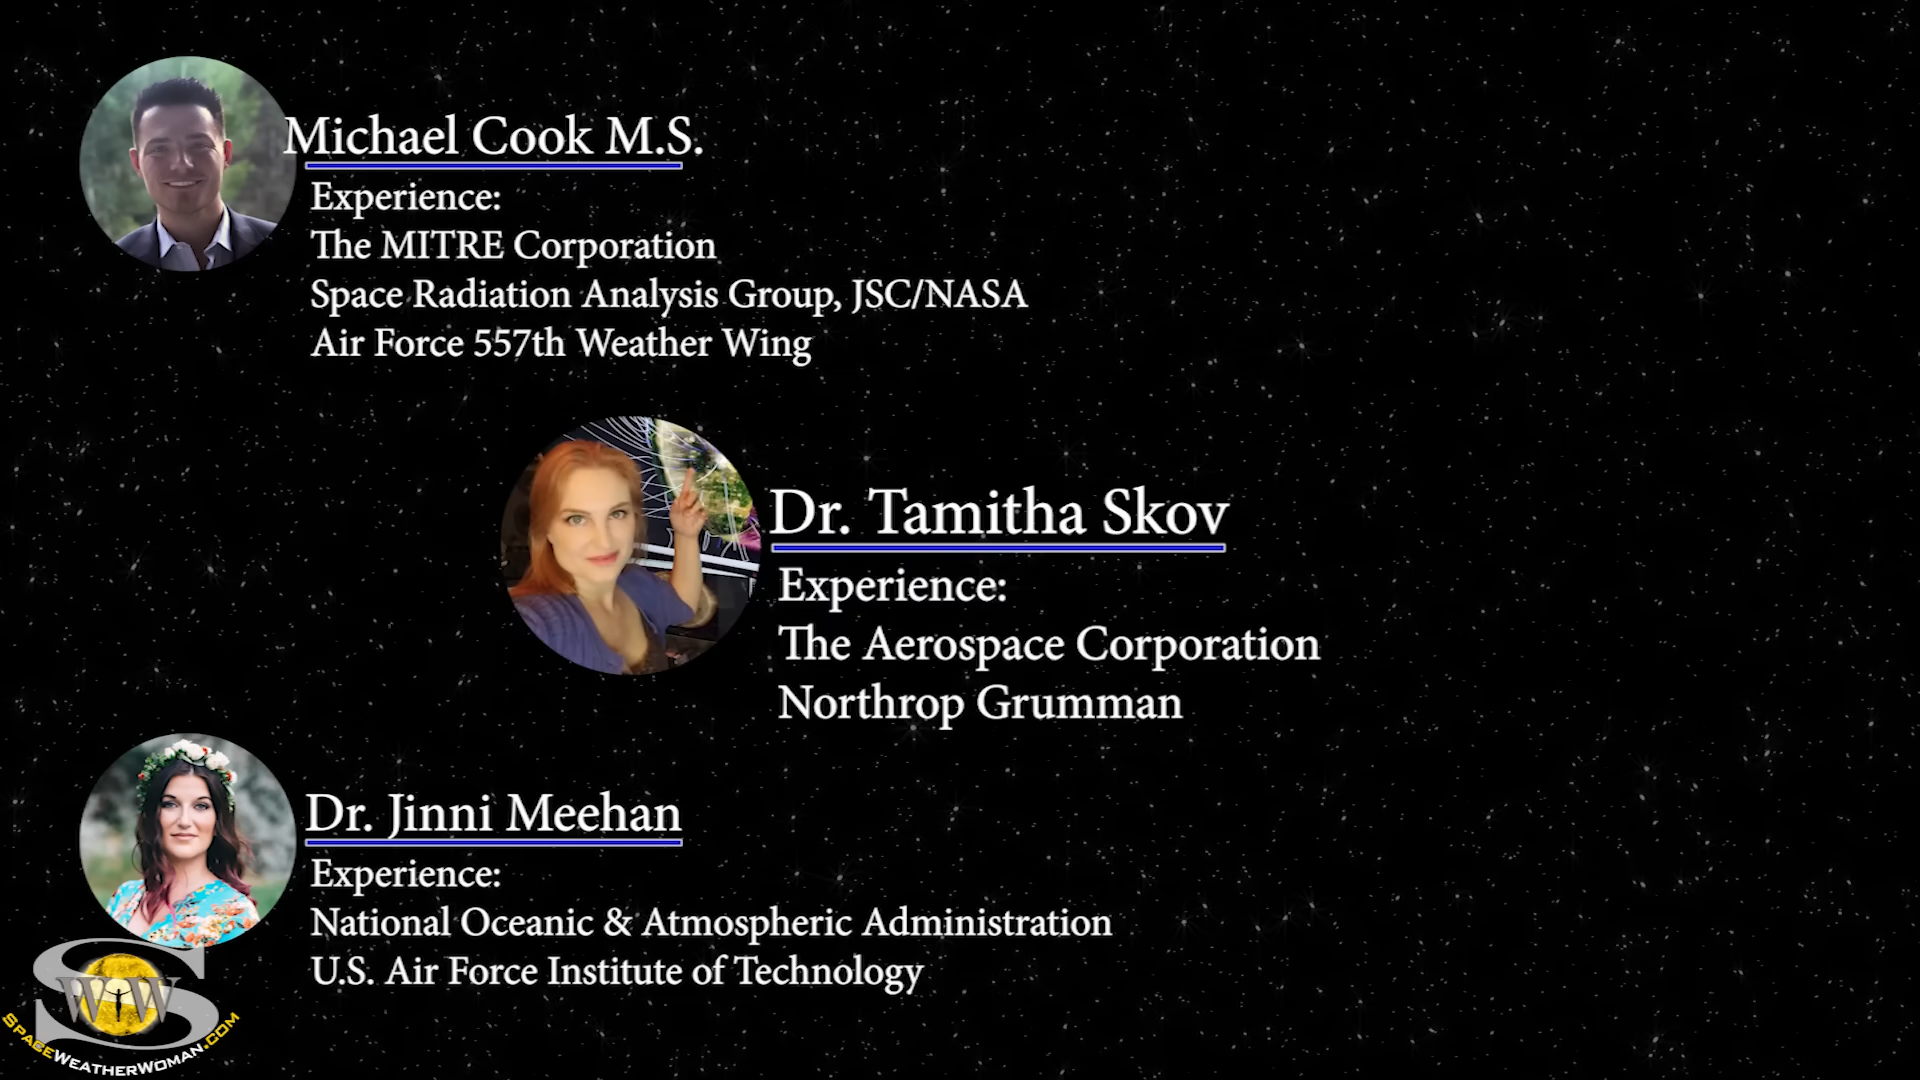 Michael Cook M.S.
Experience:
The MITRE Corporation
Space Radiation Analysis Group, JSC/NASA
Air Force 557th Weather Wing
Dr. Tamitha Skov
Experience:
The Aerospace Corporation
Northrop Grumman
Dr. Jinni Meehan
Experience:
National Oceanic & Atmospheric Administration
U.S. Air Force Institute of Technology
SWW
SPACEWEATHERWOMAN.COM